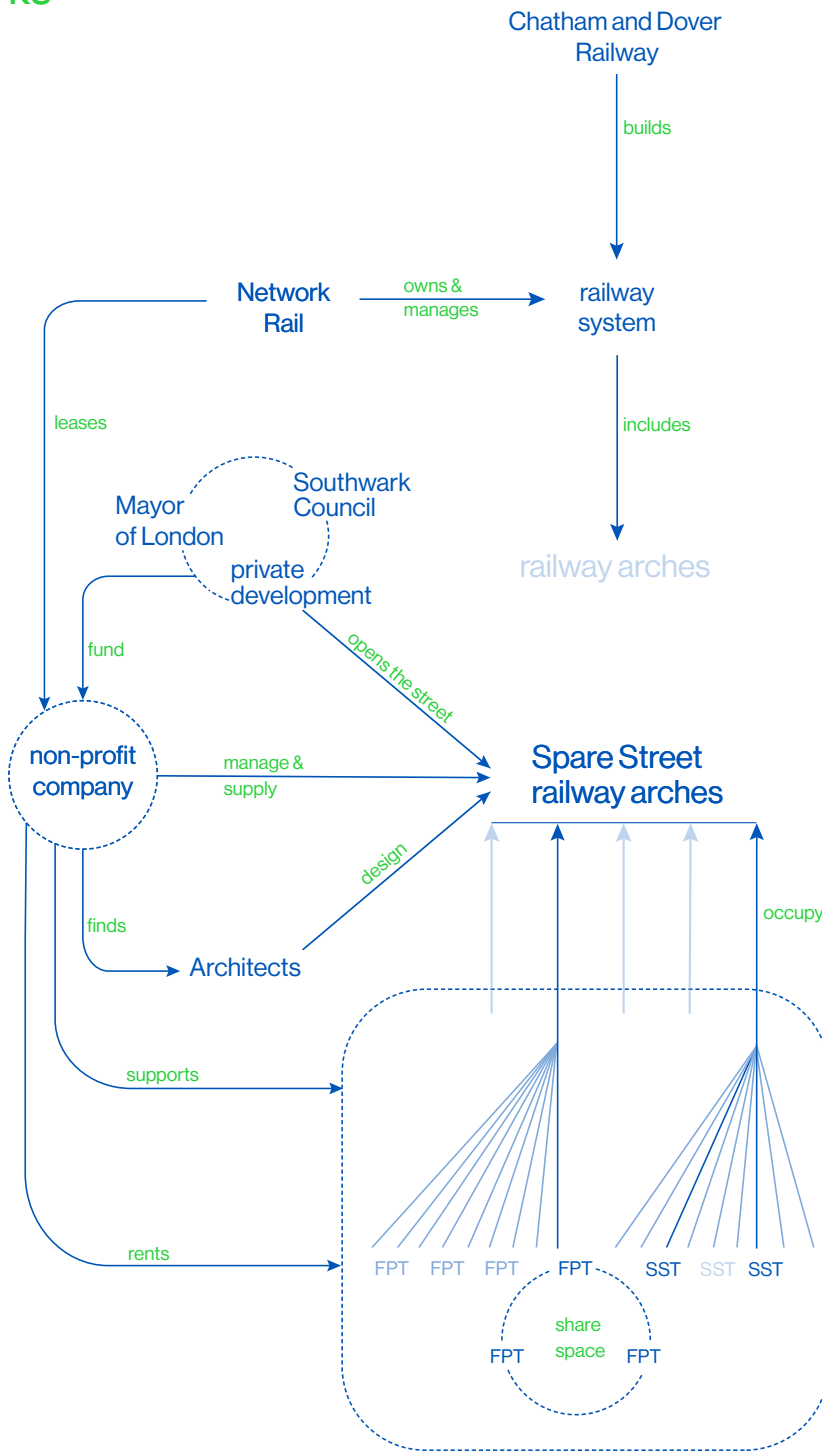 Chatham and Dover
Railway
builds
Network
Rail
owns &
manages
railway
system
leases
includes
Mayor
of London
Southwark
Council
private
development
railway arches
fund
opens the street
non-profit
company
manage &
supply
Spare Street
railway arches
design
occupy
finds
Architects
supports
rents
FPT
FPT
FPT
FPT
SST
SST
SST
share
space
FPT
FPT